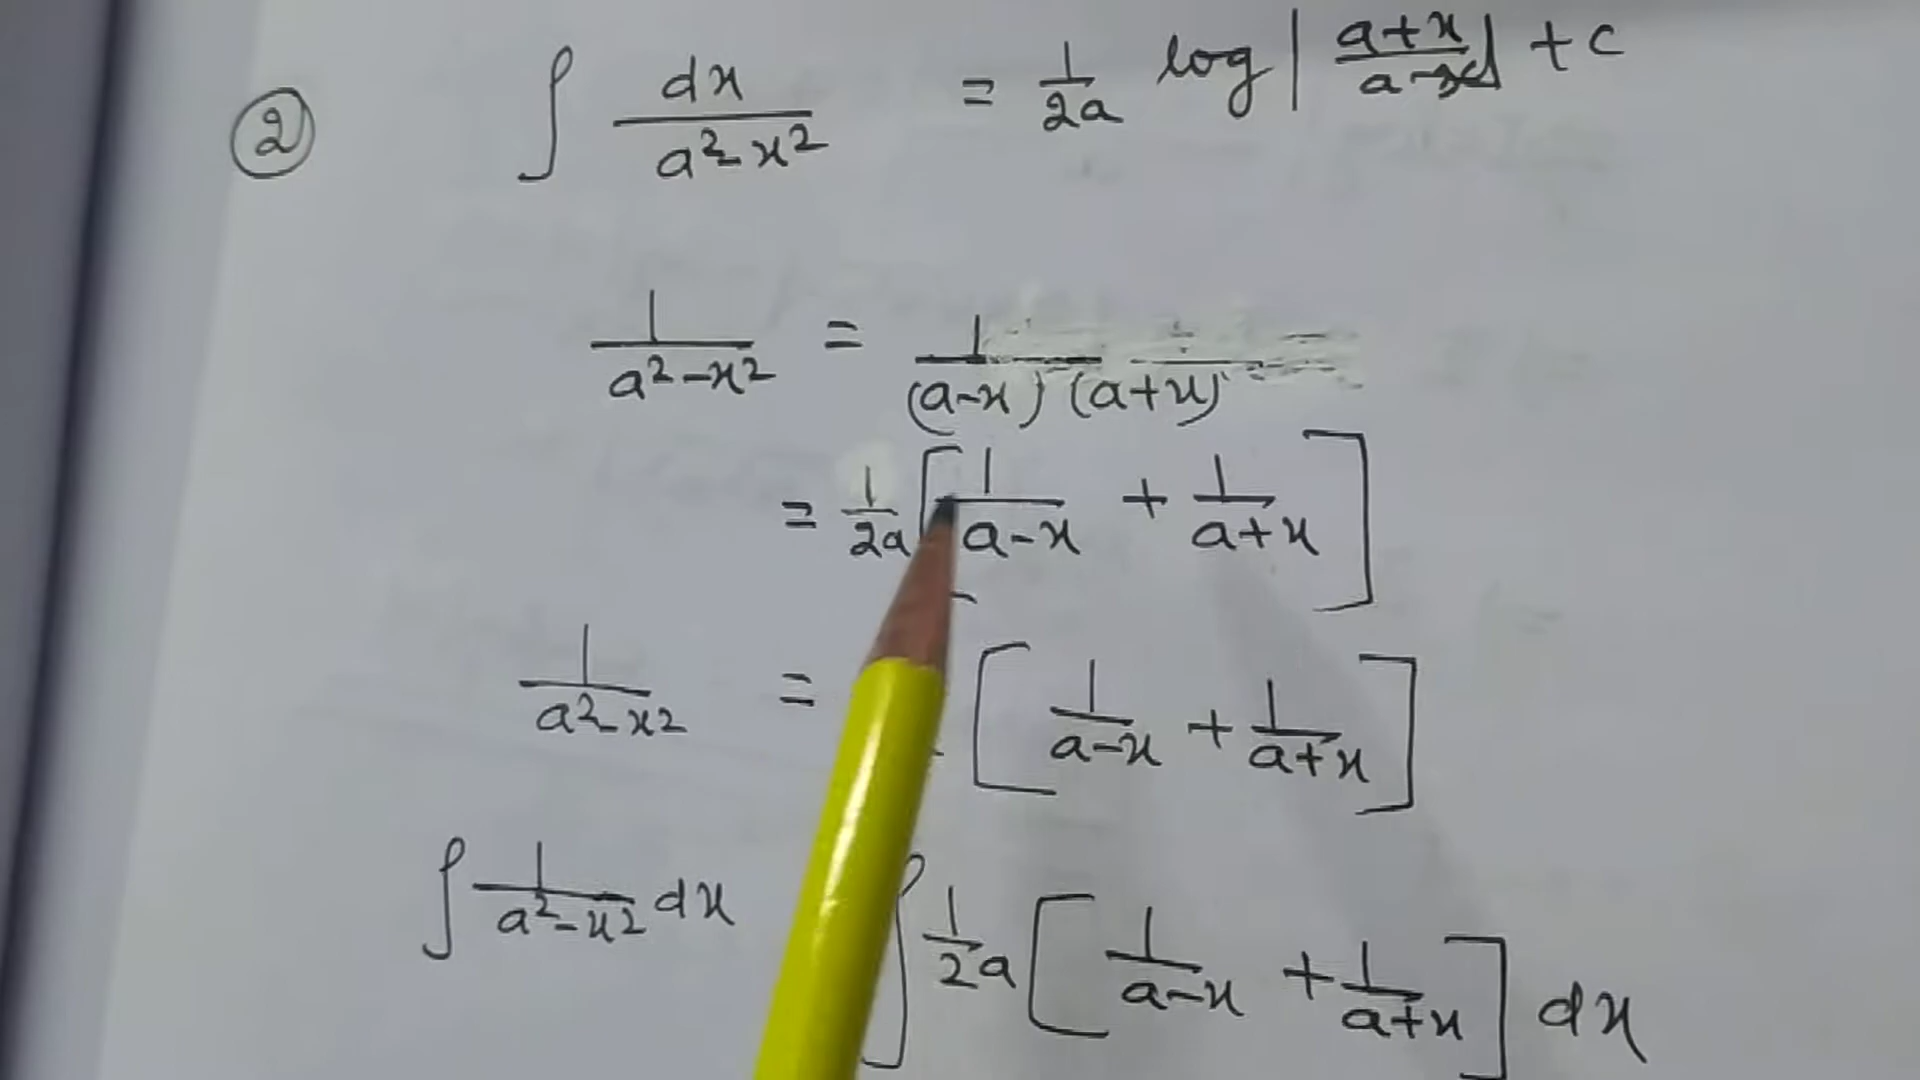 ② ∫ dx/(a²-x²) = 1/2a log |(a+x)/(a-x)| + c
1/(a²-x²) = 1/((a-x)(a+x))
= 1/2a [1/(a-x) + 1/(a+x)]
1/(a²-x²) = [1/(a-x) + 1/(a+x)]
∫ 1/(a²-x²) dx ∫ 1/2a [1/(a-x) + 1/(a+x)] dx